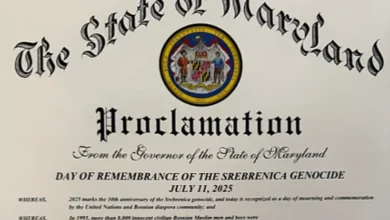 The State of Maryland
Proclamation
From the Governor of the State of Maryland
DAY OF REMEMBRANCE OF THE SREBRENICA GENOCIDE
JULY 11, 2025
WHEREAS, 2025 marks the 30th anniversary of the Srebrenica genocide, and today is recognized as a day of mourning and commemoration
by the United Nations and Bosnian diaspora community; and
WHEREAS, In 1995, more than 8,000 innocent civilian Bosnian Muslim men and boys were